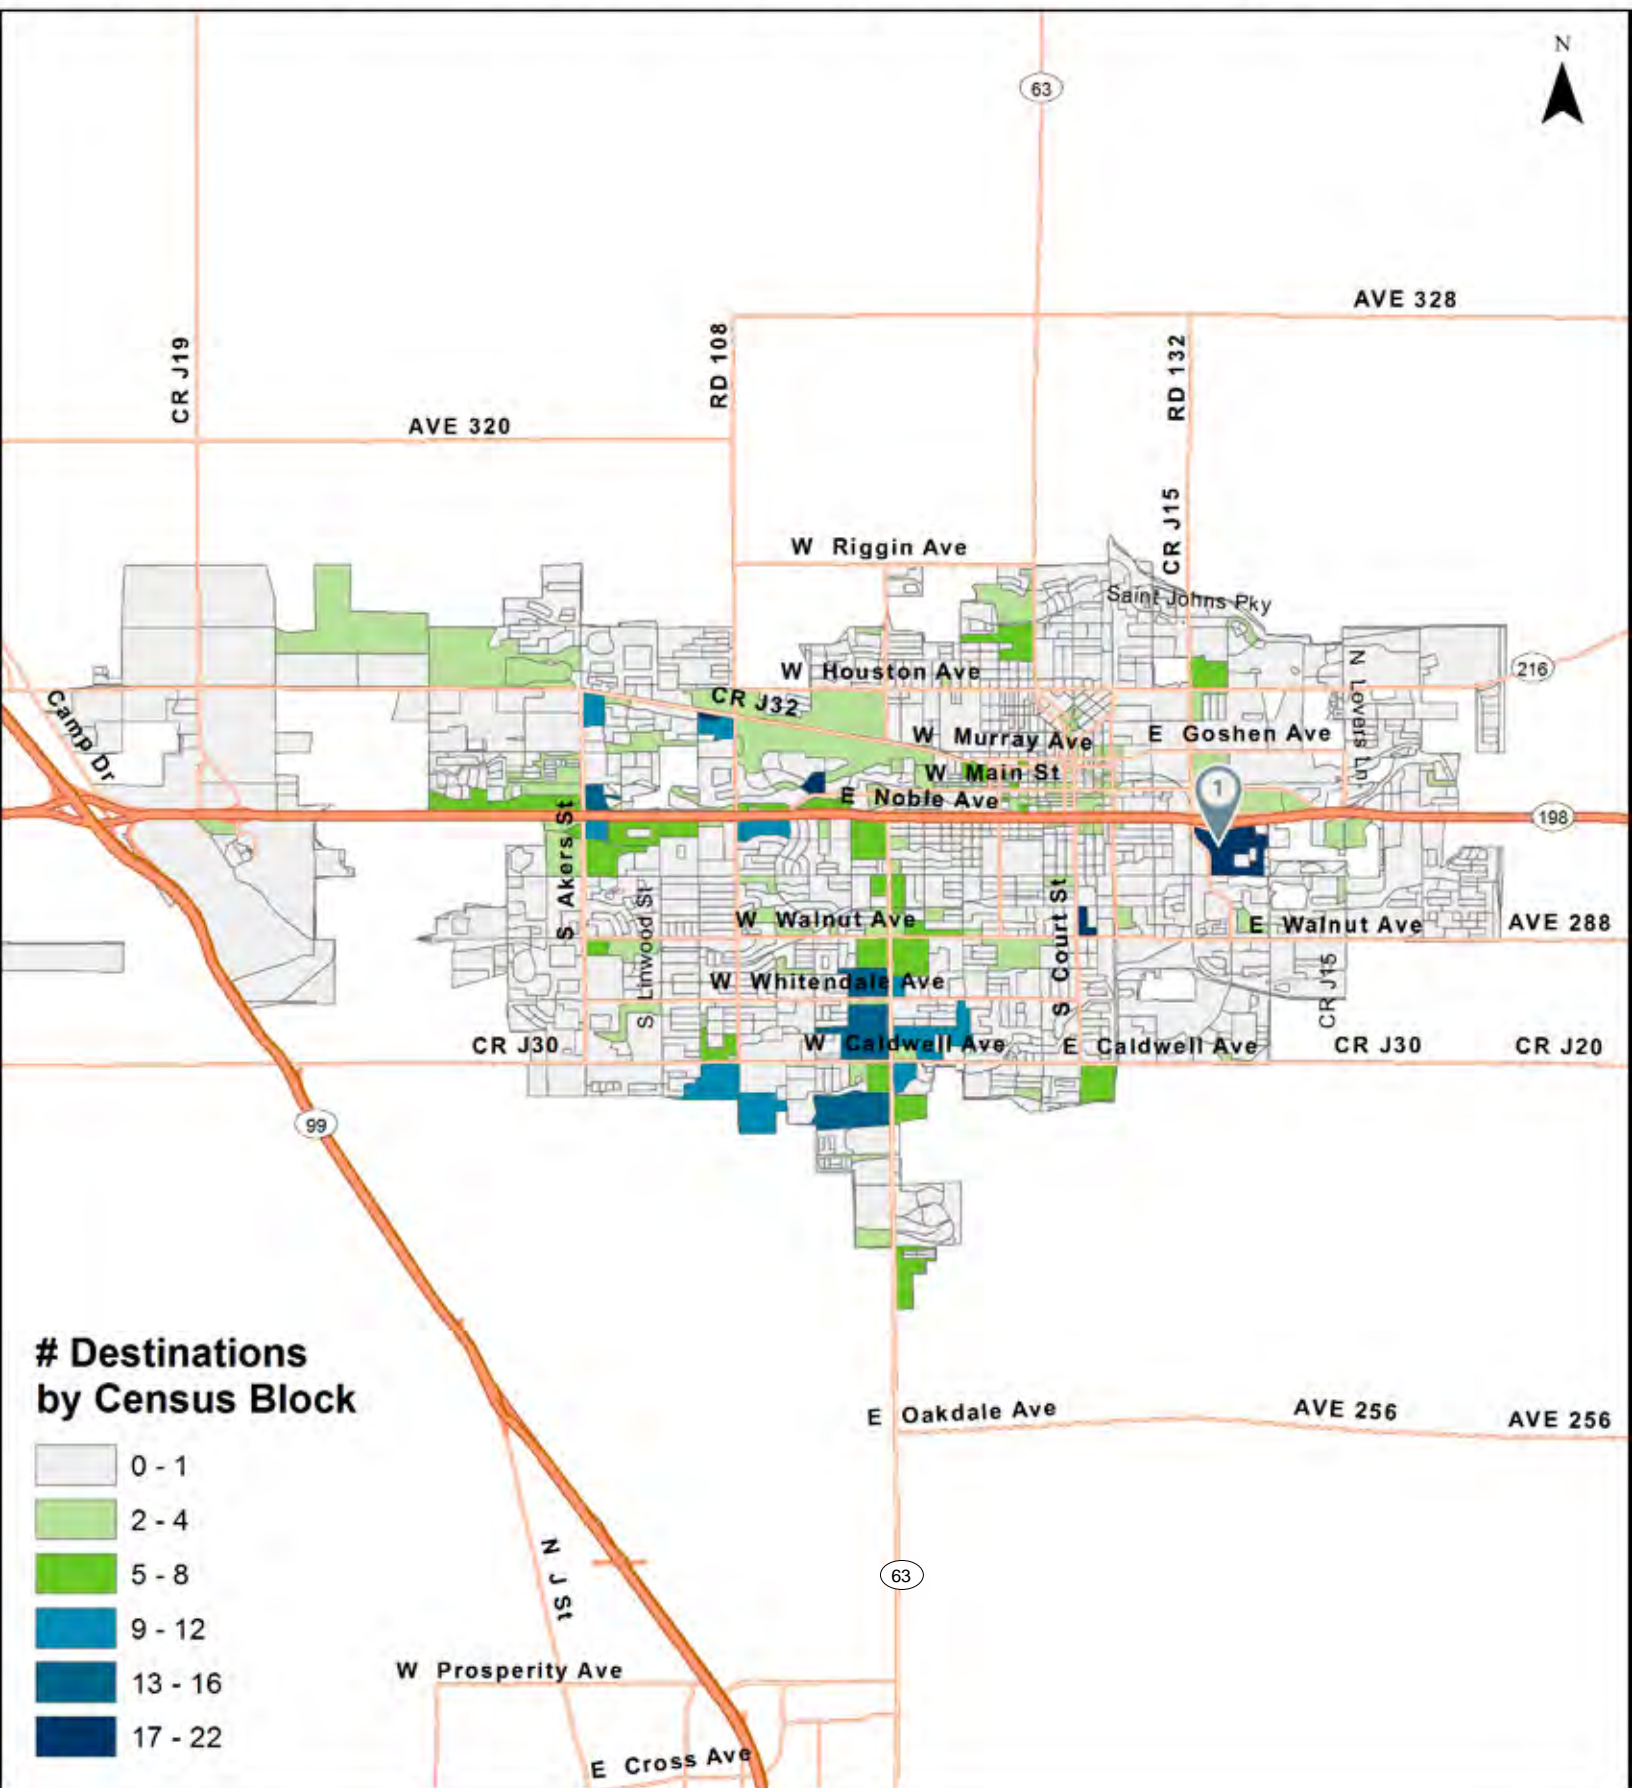 N
63
AVE 328
CR J19
RD 108
RD 132
AVE 320
CR J15
W Riggin Ave
Saint Johns Pky
W Houston Ave
N Lovers Ln
216
Camp Dr
CR J32
W Murray Ave
E Goshen Ave
W Main St
1
E Noble Ave
198
S Akers St
S Linwood St
W Walnut Ave
S Court St
E Walnut Ave
AVE 288
W Whitendale Ave
CR J15
CR J30
W Caldwell Ave
E Caldwell Ave
CR J30
CR J20
99
# Destinations
by Census Block
0 - 1
2 - 4
5 - 8
9 - 12
13 - 16
17 - 22
E Oakdale Ave
AVE 256
AVE 256
N J St
63
W Prosperity Ave
E Cross Ave